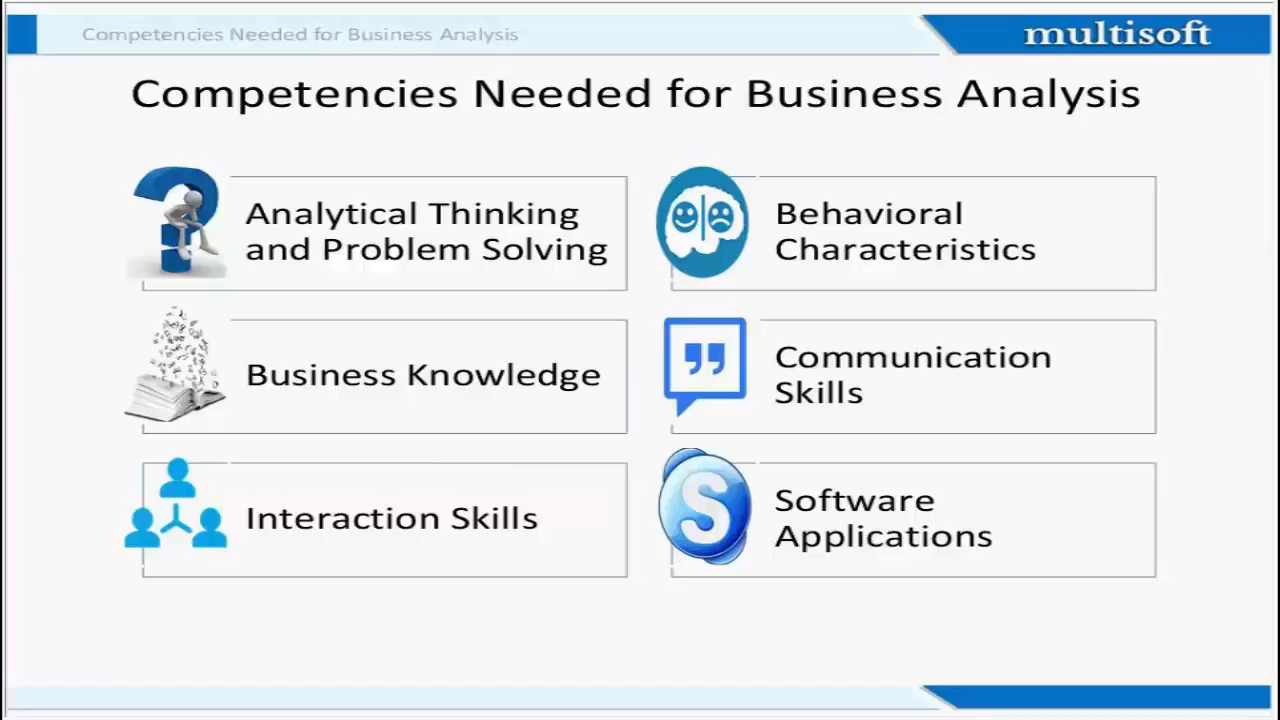 Competencies Needed for Business Analysis
multisoft
Competencies Needed for Business Analysis
Analytical Thinking
and Problem Solving
Behavioral
Characteristics
Business Knowledge
Communication
Skills
Interaction Skills
S
Software
Applications